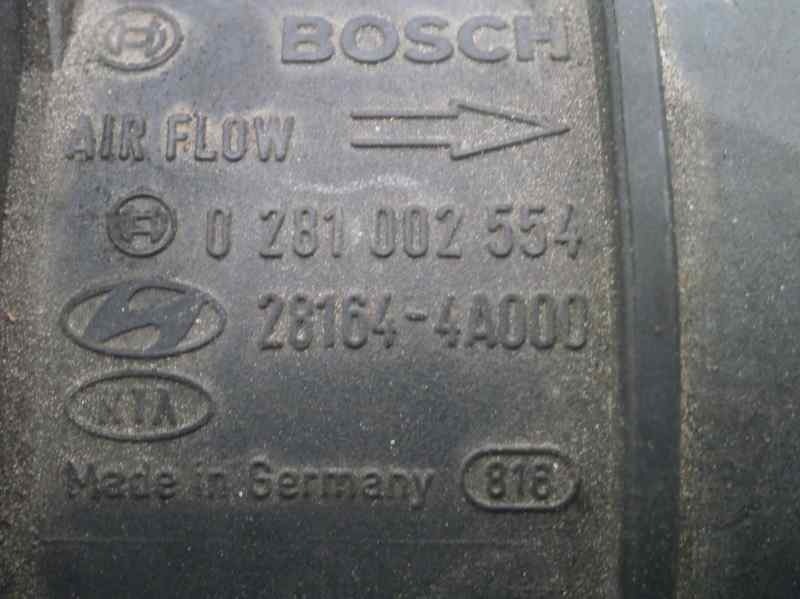 BOSCH
AIR FLOW
0 281 002 554
28164-4A000
KIA
Made in Germany 816